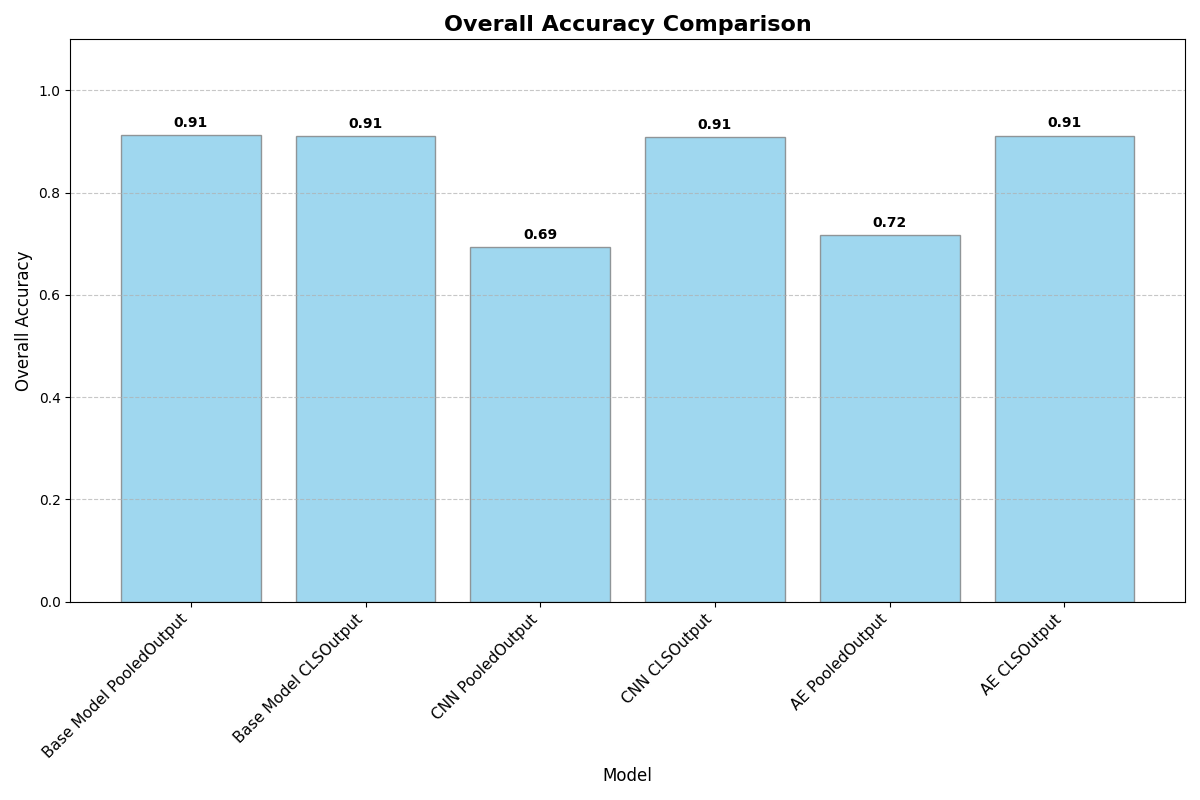 Overall Accuracy Comparison
Overall Accuracy
1.0
0.8
0.6
0.4
0.2
0.0
0.91
0.91
0.69
0.91
0.72
0.91
Base Model PooledOutput
Base Model CLSOutput
CNN PooledOutput
CNN CLSOutput
AE PooledOutput
AE CLSOutput
Model